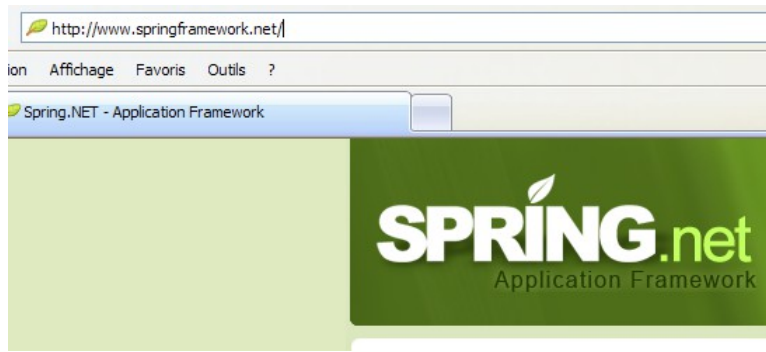 http://www.springframework.net/
ion Affichage Favoris Outils ?
Spring.NET - Application Framework
SPRING.net
Application Framework